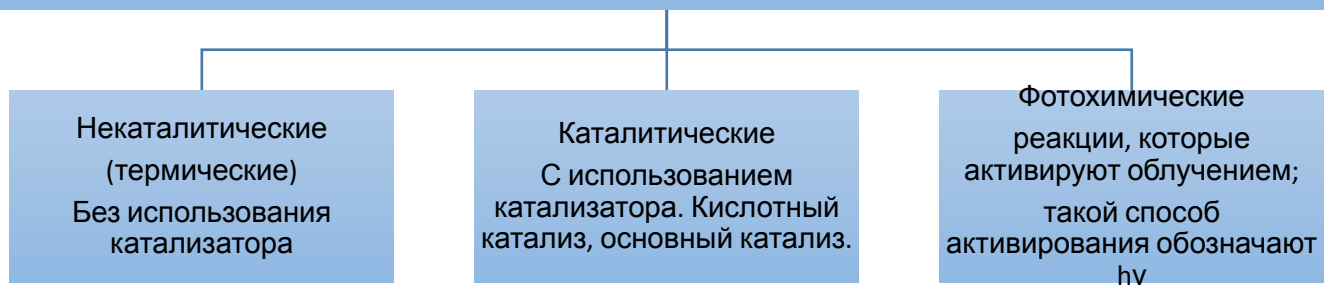 Некаталитические
(термические)
Без использования
катализатора
Каталитические
С использованием
катализатора. Кислотный
катализ, основный катализ.
Фотохимические
реакции, которые
активируют облучением;
такой способ
активирования обозначают
hγ